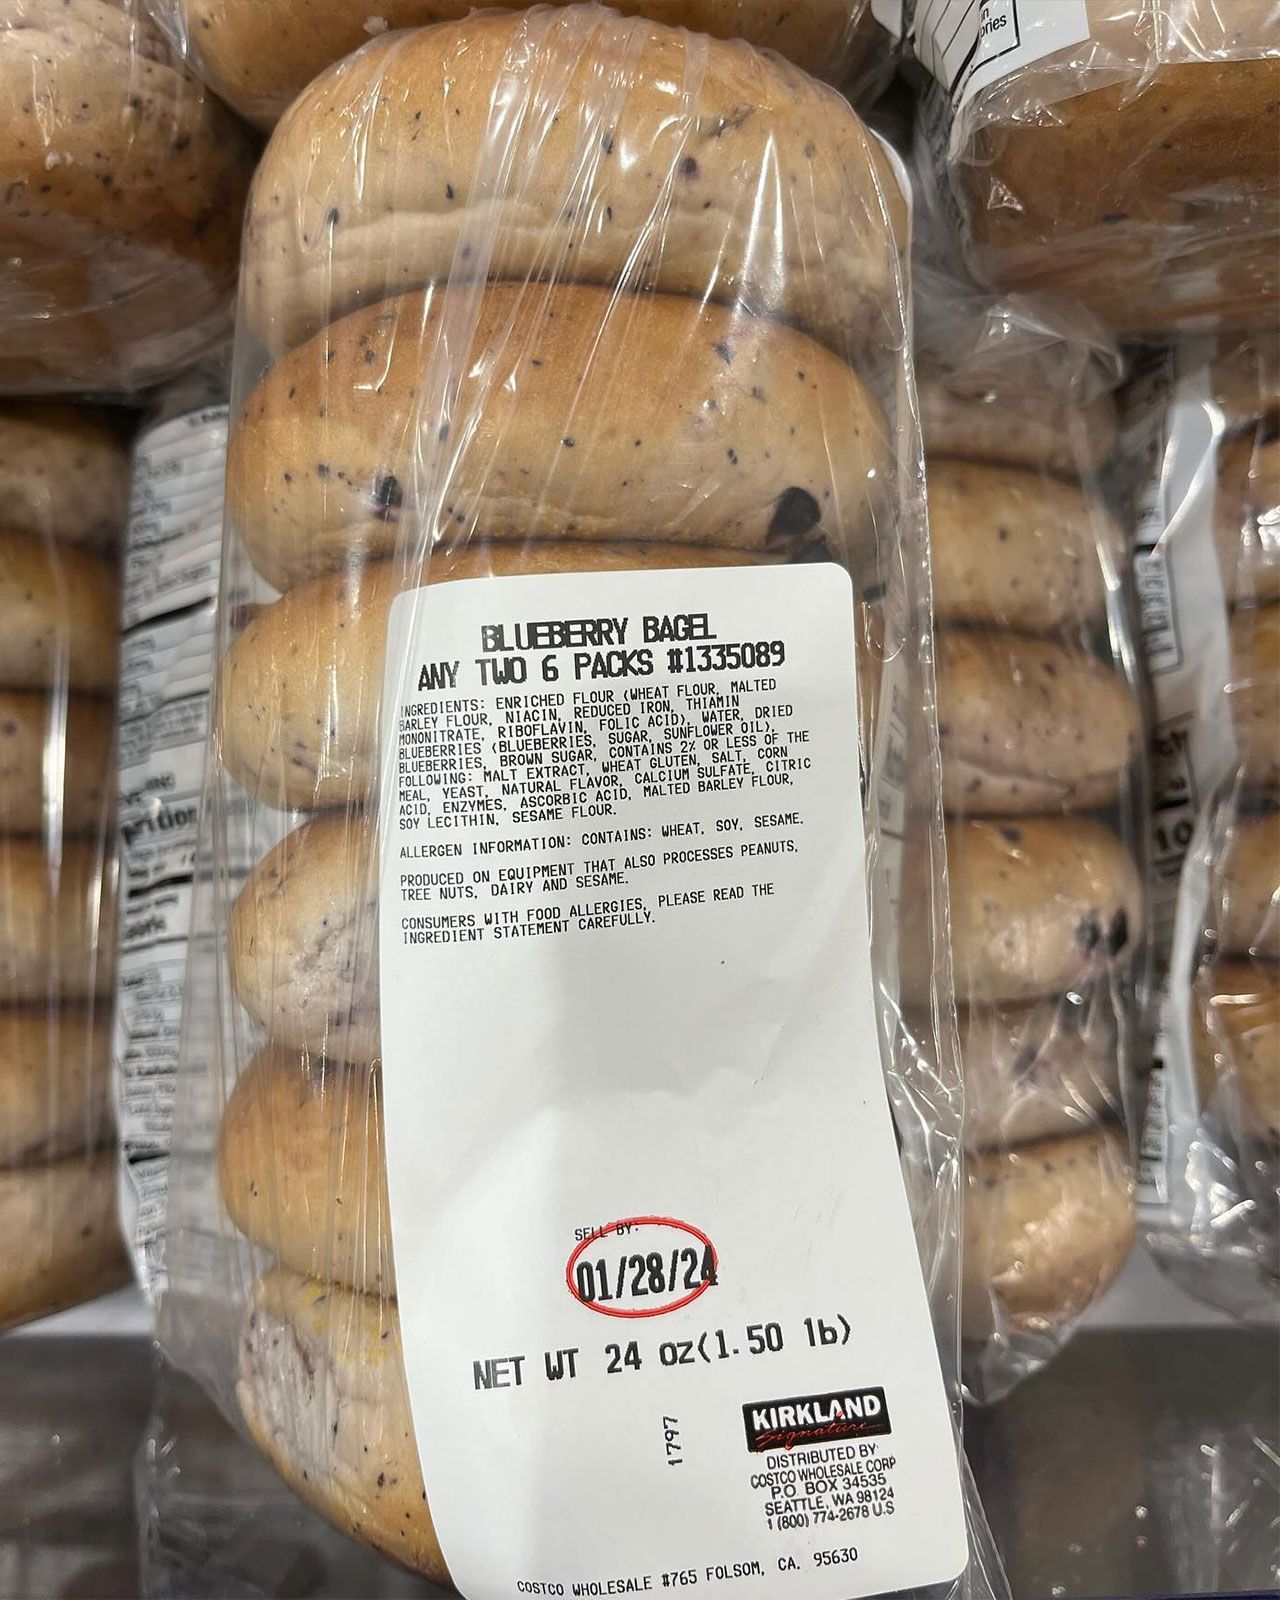 BLUEBERRY BAGEL
ANY TWO 6 PACKS #1335089
INGREDIENTS: ENRICHED FLOUR (WHEAT FLOUR, MALTED
BARLEY FLOUR, NIACIN, REDUCED IRON, THIAMIN
MONONITRATE, RIBOFLAVIN, FOLIC ACID), WATER, DRIED
BLUEBERRIES (BLUEBERRIES, SUGAR, SUNFLOWER OIL),
BLUEBERRIES, BROWN SUGAR, CONTAINS 2% OR LESS OF THE
FOLLOWING: MALT EXTRACT, WHEAT GLUTEN, SALT, CORN
MEAL, YEAST, NATURAL FLAVOR, CALCIUM SULFATE, CITRIC
ACID, ENZYMES, ASCORBIC ACID, MALTED BARLEY FLOUR,
SOY LECITHIN, SESAME FLOUR.
ALLERGEN INFORMATION: CONTAINS: WHEAT, SOY, SESAME.
PRODUCED ON EQUIPMENT THAT ALSO PROCESSES PEANUTS,
TREE NUTS, DAIRY AND SESAME.
CONSUMERS WITH FOOD ALLERGIES, PLEASE READ THE
INGREDIENT STATEMENT CAREFULLY.
SELL BY:
01/28/24
NET WT 24 oz(1.50 lb)
1797
KIRKLAND
Signature
DISTRIBUTED BY:
COSTCO WHOLESALE CORP
P.O. BOX 34535
SEATTLE, WA 98124
1 (800) 774-2678 U.S
COSTCO WHOLESALE #765 FOLSOM, CA. 95630